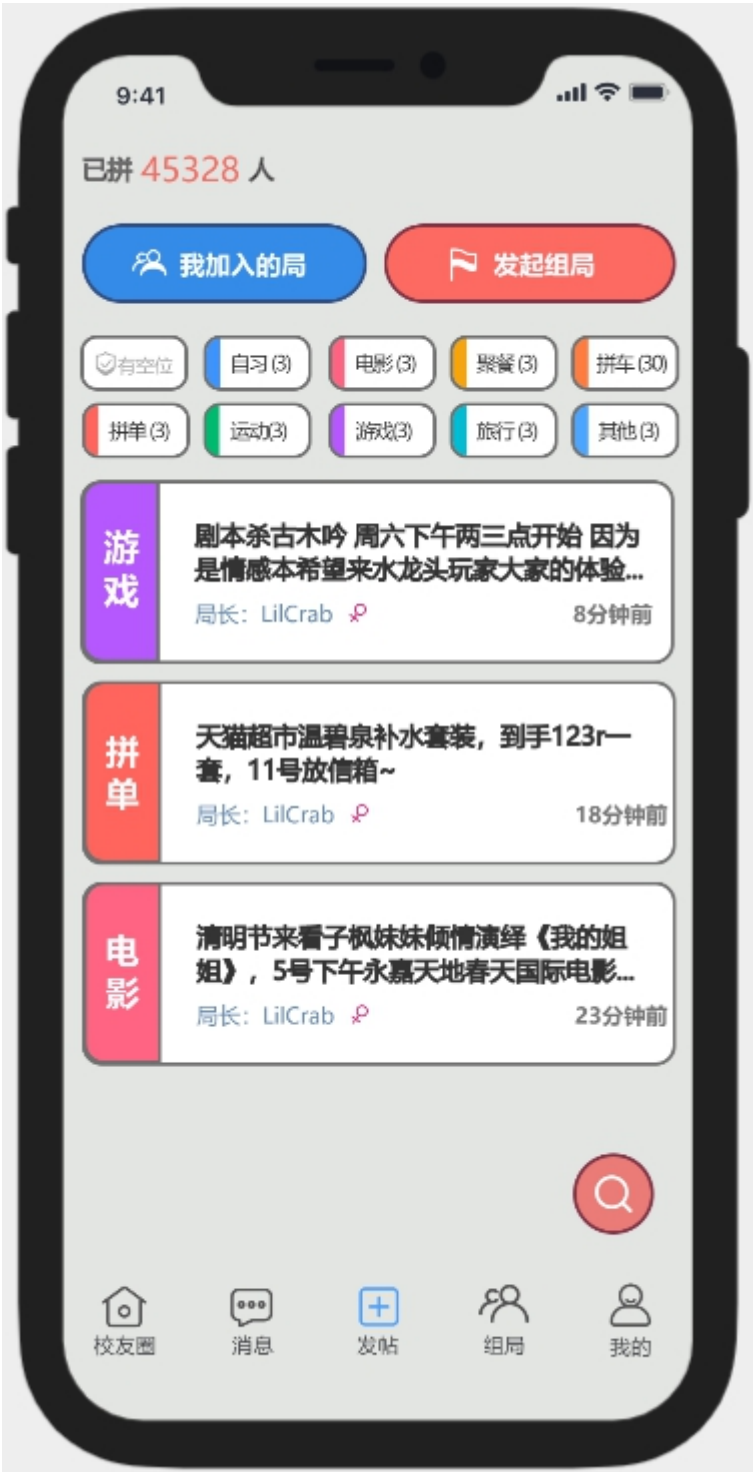 9:41
已拼 45328 人
我加入的局 发起组局
有空位 自习(3) 电影(3) 聚餐(3) 拼车(30)
拼单(3) 运动(3) 游戏(3) 旅行(3) 其他(3)
游戏
剧本杀古木吟 周六下午两三点开始 因为
是情感本希望来水龙头玩家大家的体验...
局长：LilCrab 8分钟前
拼单
天猫超市温碧泉补水套装，到手123r一
套，11号放信箱~
局长：LilCrab 18分钟前
电影
清明节来看子枫妹妹倾情演绎《我的姐
姐》，5号下午永嘉天地春天国际电影...
局长：LilCrab 23分钟前
校友圈 消息 发帖 组局 我的